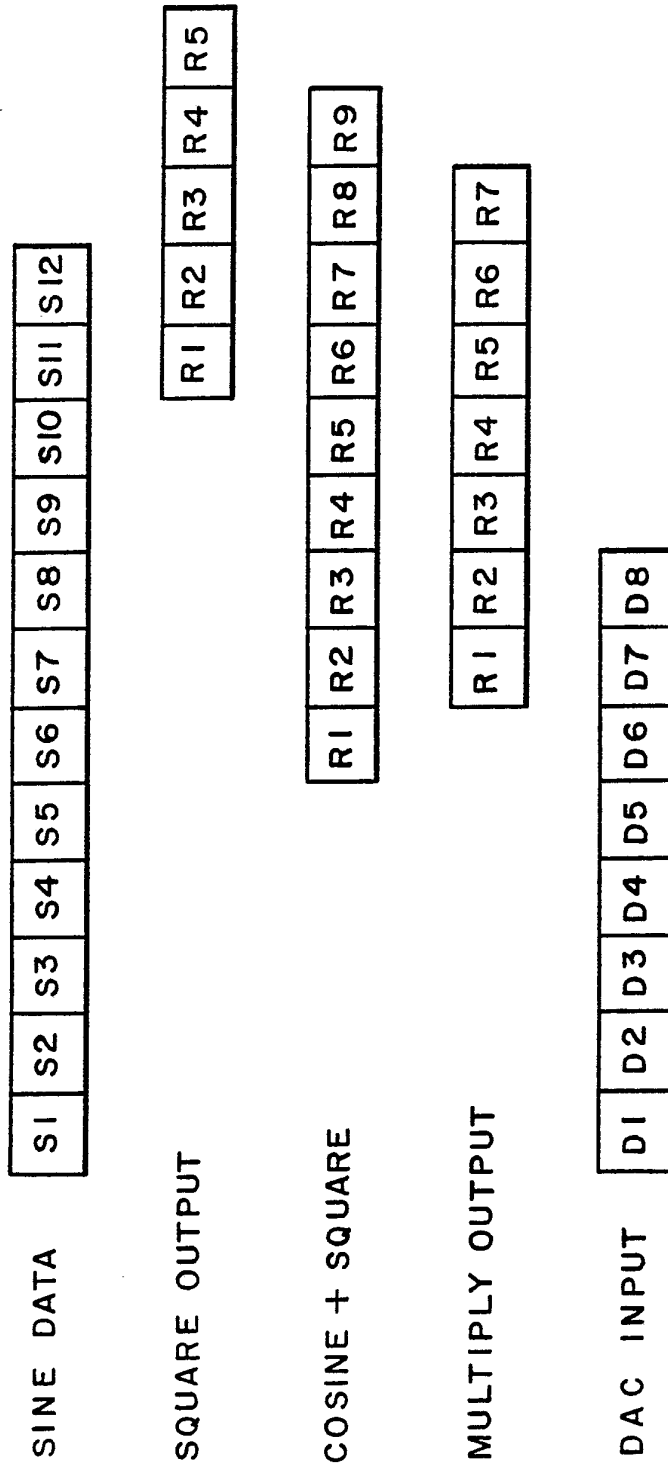 SINE DATA S1 S2 S3 S4 S5 S6 S7 S8 S9 S10 S11 S12
SQUARE OUTPUT R1 R2 R3 R4 R5
COSINE + SQUARE R1 R2 R3 R4 R5 R6 R7 R8 R9
MULTIPLY OUTPUT R1 R2 R3 R4 R5 R6 R7
DAC INPUT D1 D2 D3 D4 D5 D6 D7 D8